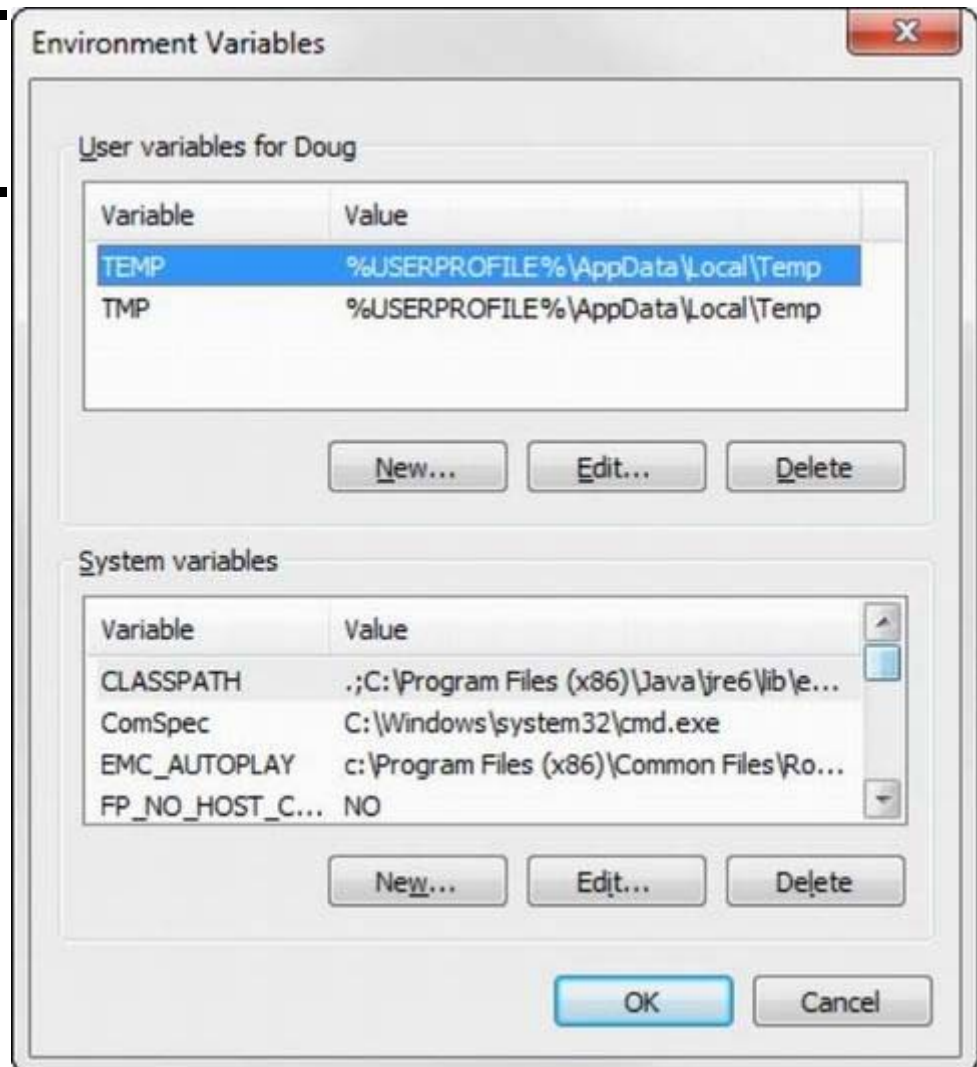 Environment Variables
User variables for Doug
Variable Value
TEMP %USERPROFILE%\AppData\Local\Temp
TMP %USERPROFILE%\AppData\Local\Temp
New... Edit... Delete
System variables
Variable Value
CLASSPATH .;C:\Program Files (x86)\Java\jre6\lib\e...
ComSpec C:\Windows\system32\cmd.exe
EMC_AUTOPLAY c:\Program Files (x86)\Common Files\Ro...
FP_NO_HOST_C... NO
New... Edit... Delete
OK Cancel